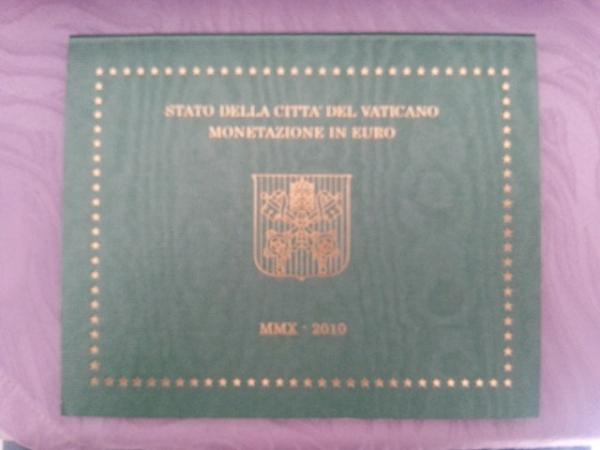 STATO DELLA CITTA' DEL VATICANO
MONETAZIONE IN EURO
MMX - 2010